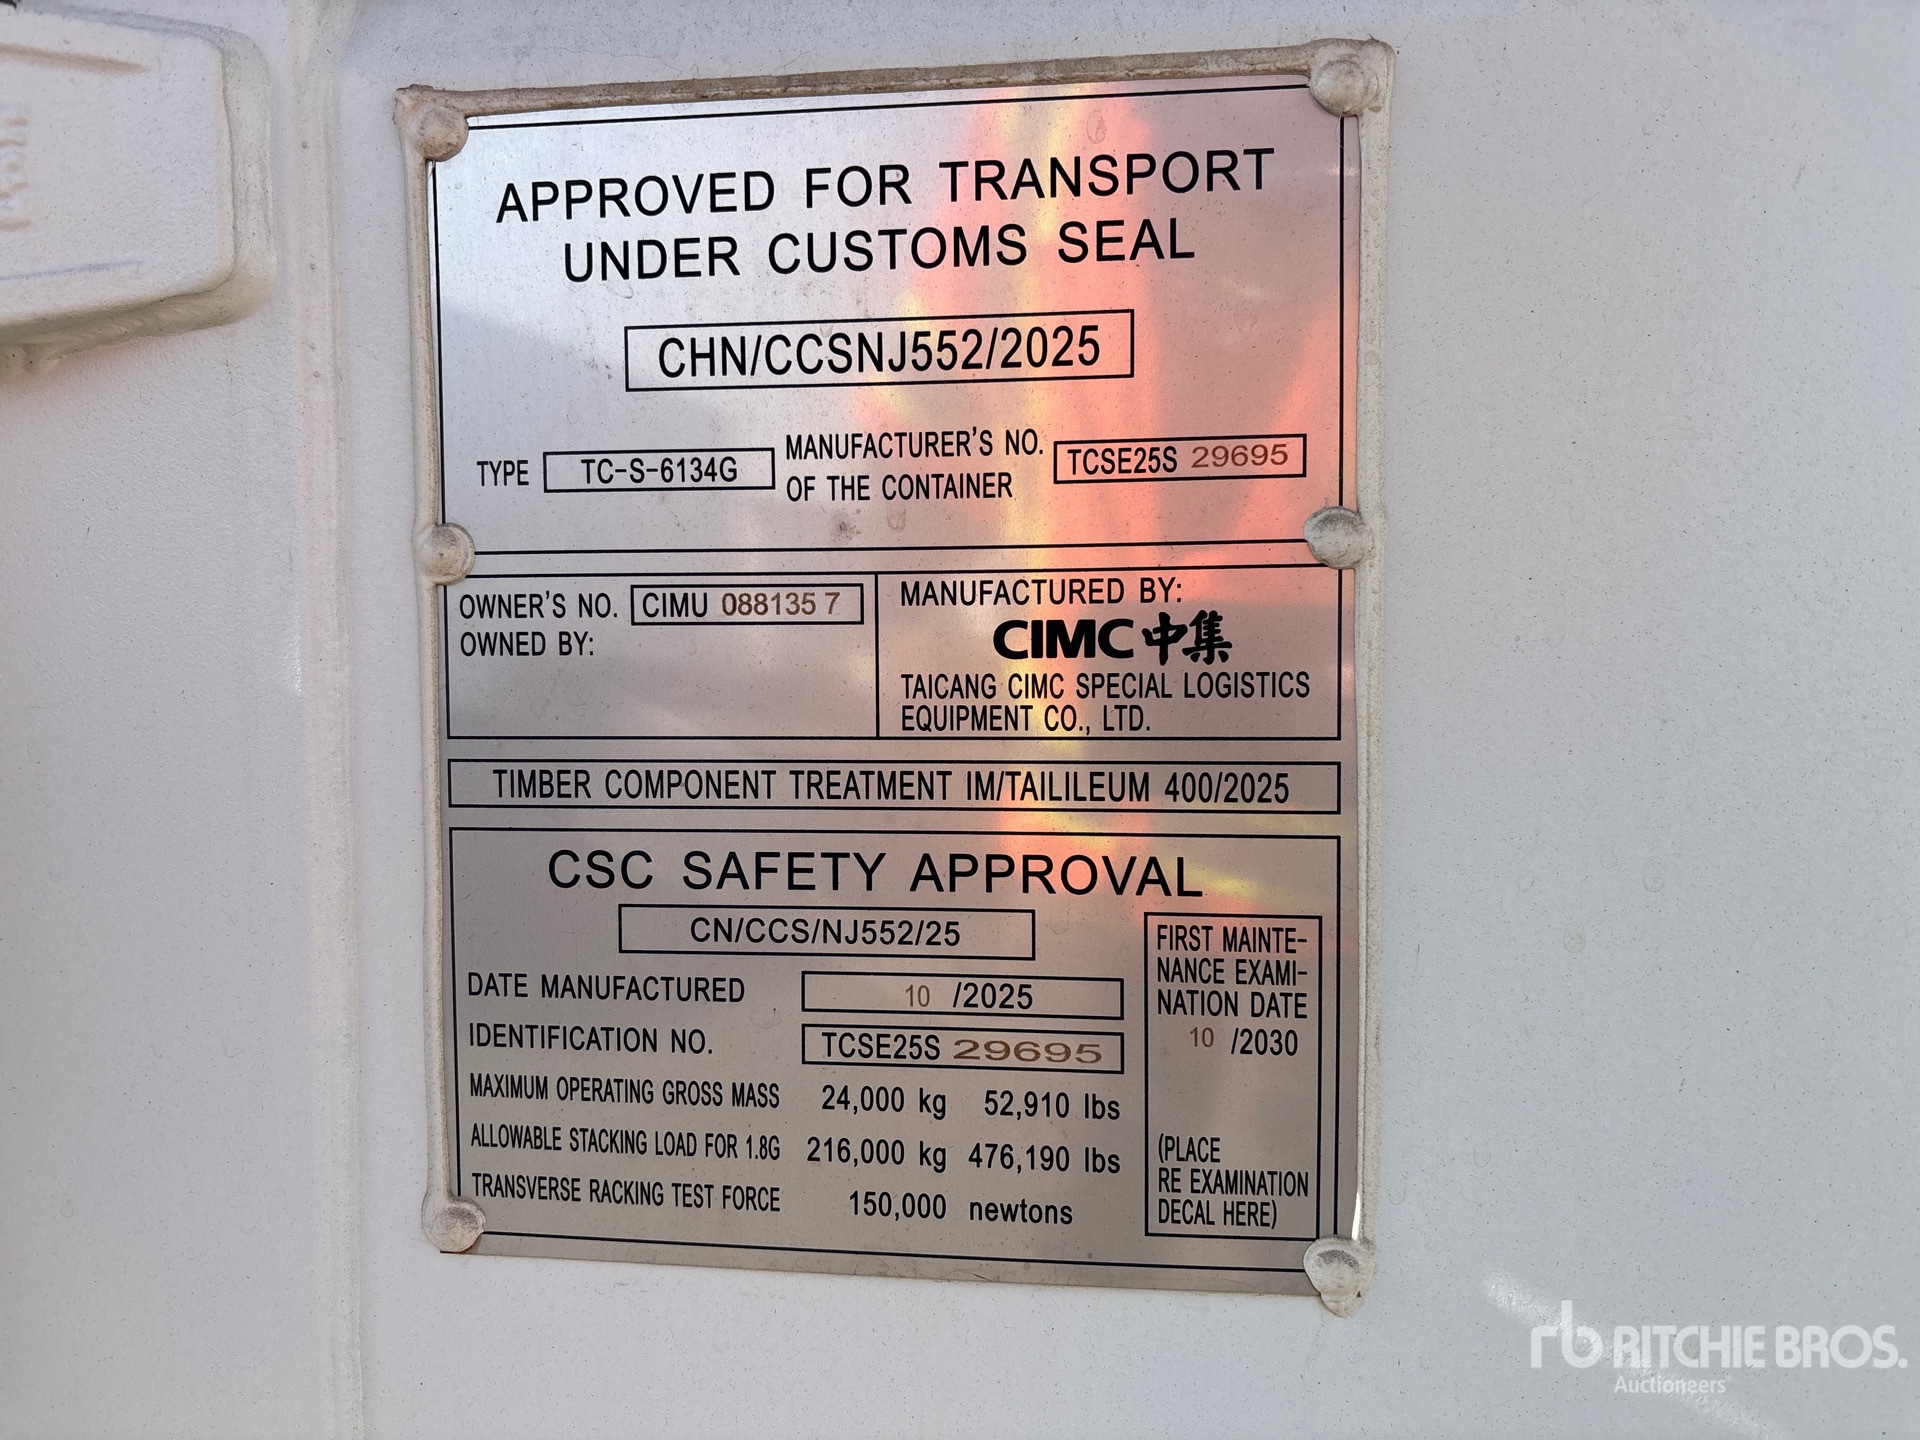 APPROVED FOR TRANSPORT
UNDER CUSTOMS SEAL
CHN/CCSNJ552/2025
TYPE TC-S-6134G MANUFACTURER'S NO. OF THE CONTAINER TCSE25S 29695
OWNER'S NO. CIMU 088135 7
OWNED BY:
MANUFACTURED BY:
CIMC中集
TAICANG CIMC SPECIAL LOGISTICS
EQUIPMENT CO., LTD.
TIMBER COMPONENT TREATMENT IM/TAILILEUM 400/2025
CSC SAFETY APPROVAL
CN/CCS/NJ552/25
DATE MANUFACTURED 10 /2025
IDENTIFICATION NO. TCSE25S 29695
MAXIMUM OPERATING GROSS MASS 24,000 kg 52,910 lbs
ALLOWABLE STACKING LOAD FOR 1.8G 216,000 kg 476,190 lbs
TRANSVERSE RACKING TEST FORCE 150,000 newtons
FIRST MAINTE-
NANCE EXAMI-
NATION DATE
10 /2030
(PLACE
RE EXAMINATION
DECAL HERE)
rb RITCHIE BROS.
Auctioneers